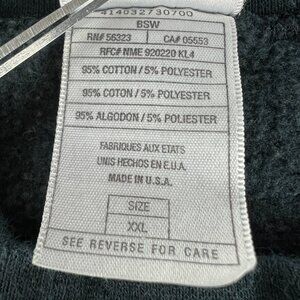 414032730700
BSW
RN# 56323 CA# 05553
RFC# NME 920220 KL4
95% COTTON / 5% POLYESTER
95% COTON / 5% POLYESTER
95% ALGODON / 5% POLIESTER
FABRIQUES AUX ETATS
UNIS HECHOS EN E.U.A.
MADE IN U.S.A.
SIZE
XXL
SEE REVERSE FOR CARE